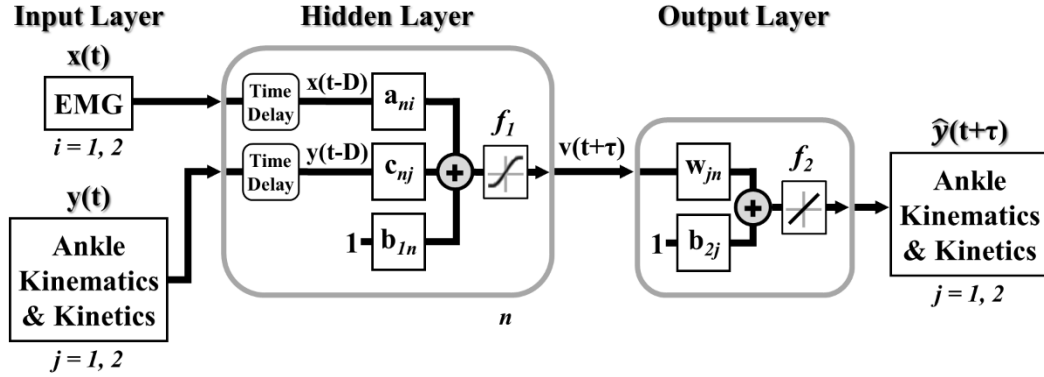 Input Layer
Hidden Layer
Output Layer
x(t)
EMG
i = 1, 2
y(t)
Ankle
Kinematics
& Kinetics
j = 1, 2
Time
Delay
x(t-D)
a_ni
Time
Delay
y(t-D)
c_nj
1
b_1n
+
f_1
n
v(t+τ)
w_jn
1
b_2j
+
f_2
ŷ(t+τ)
Ankle
Kinematics
& Kinetics
j = 1, 2